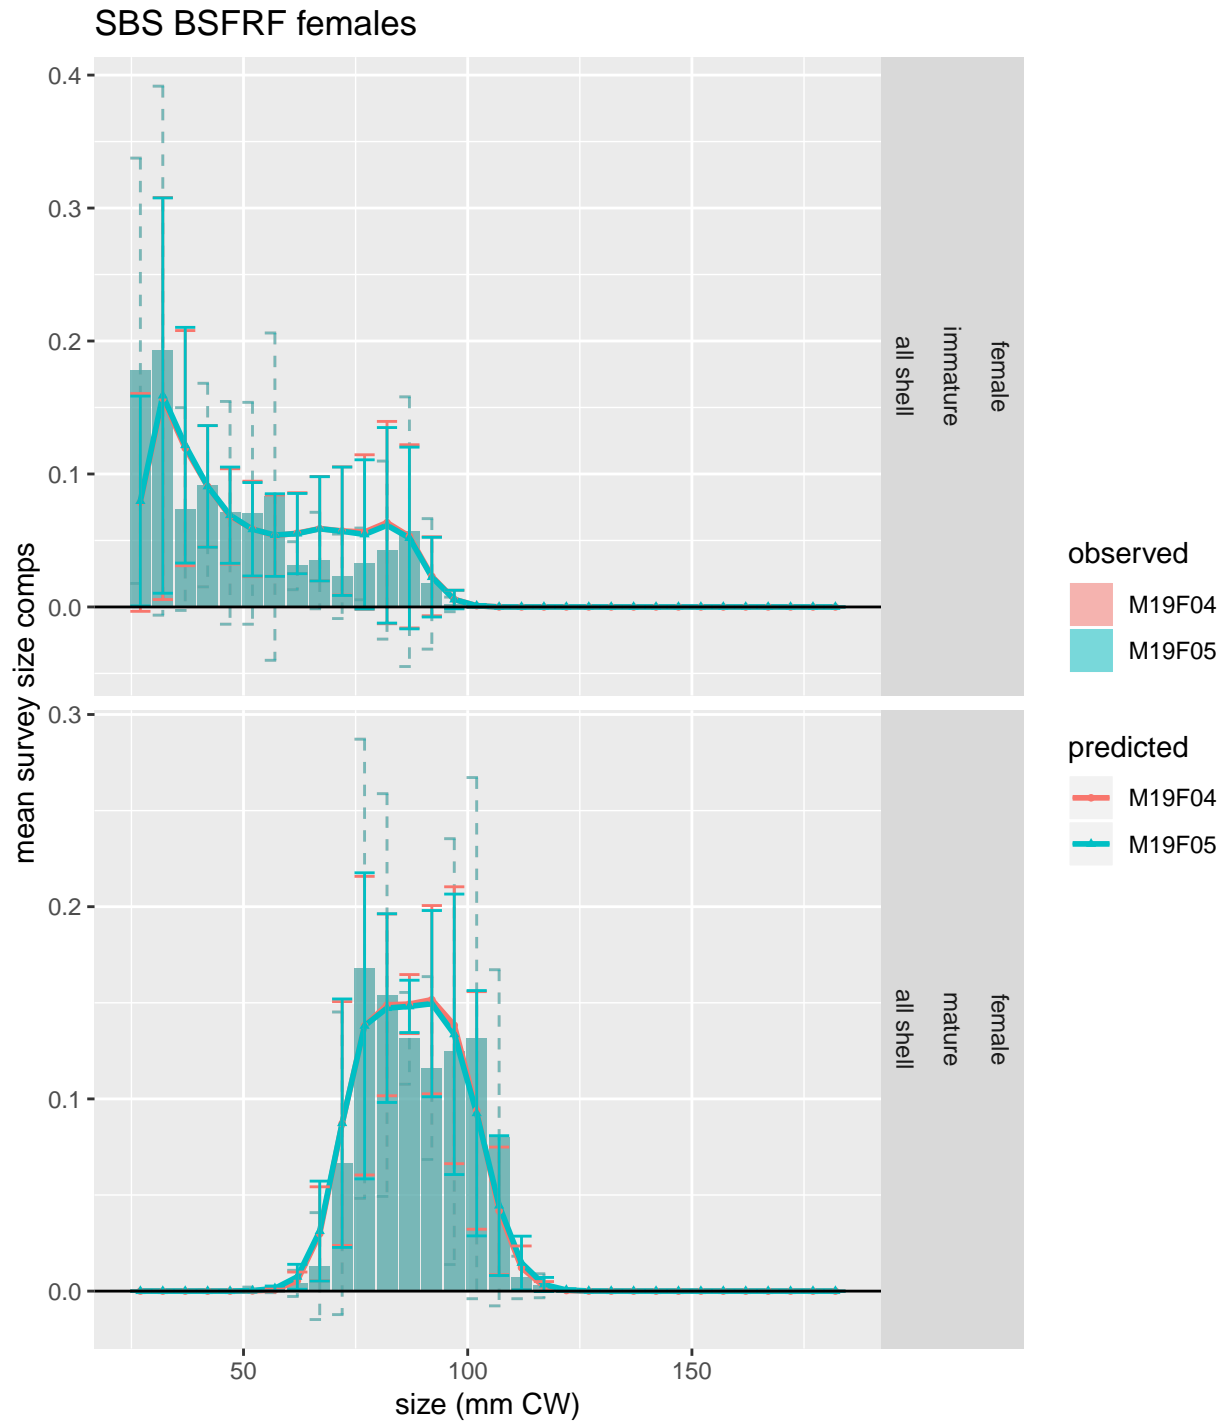 SBS BSFRF females
0.4
0.3
0.2
0.1
0.0
female
immature
all shell
0.3
0.2
0.1
0.0
female
mature
all shell
50
100
150
size (mm CW)
mean survey size comps
observed
M19F04
M19F05
predicted
M19F04
M19F05